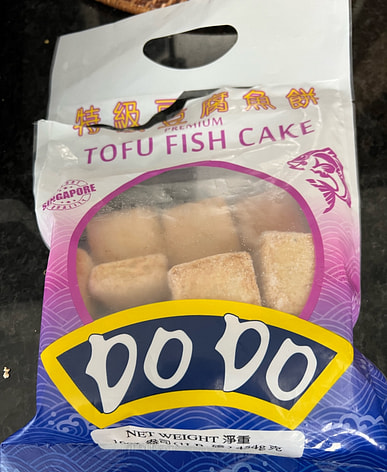 特級豆腐魚餅
PREMIUM
TOFU FISH CAKE
SINGAPORE
DO DO
NET WEIGHT 淨重